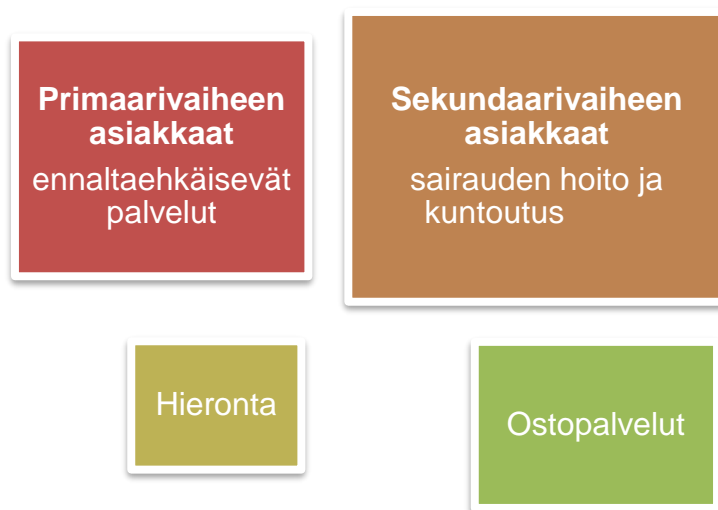 Primaarivaiheen
asiakkaat
ennaltaehkäisevät
palvelut
Sekundaarivaiheen
asiakkaat
sairauden hoito ja
kuntoutus
Hieronta
Ostopalvelut